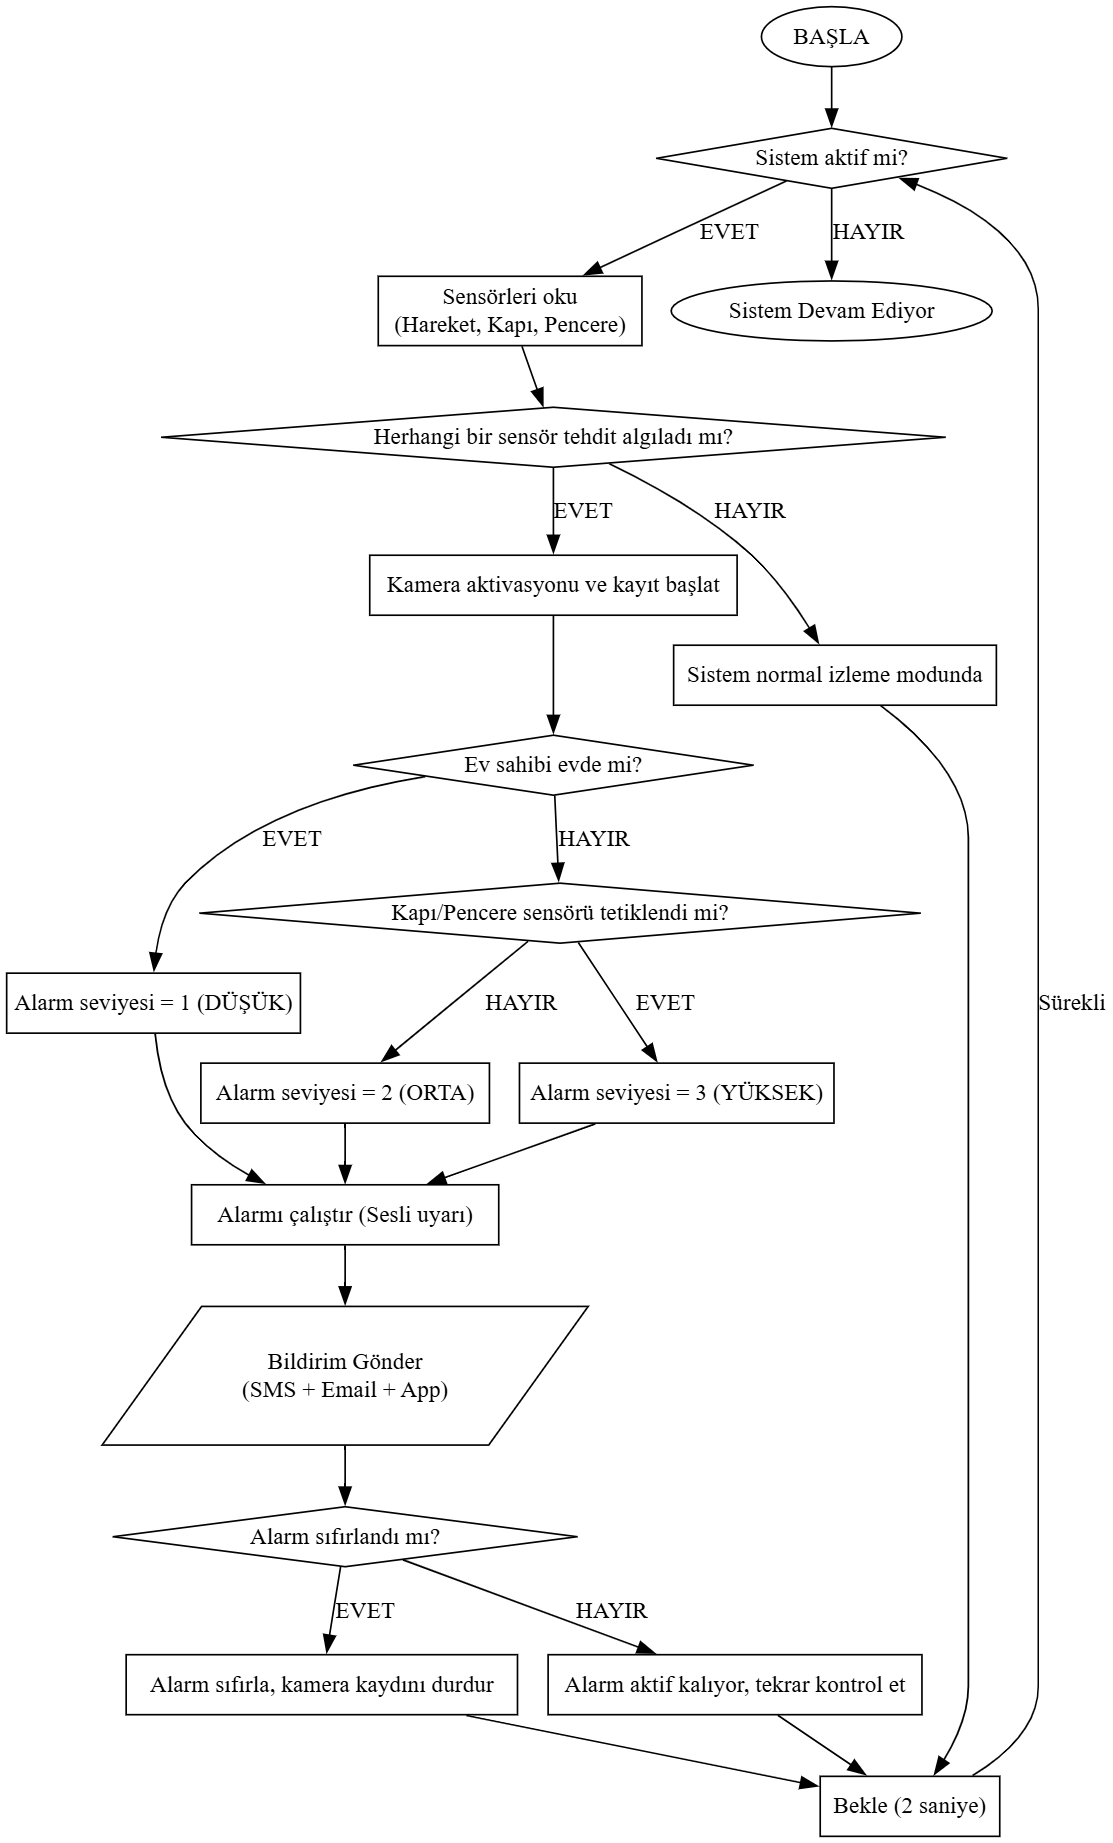 BAŞLA
Sistem aktif mi?
EVET
HAYIR
Sensörleri oku
(Hareket, Kapı, Pencere)
Sistem Devam Ediyor
Herhangi bir sensör tehdit algıladı mı?
EVET
HAYIR
Kamera aktivasyonu ve kayıt başlat
Sistem normal izleme modunda
Ev sahibi evde mi?
EVET
HAYIR
Kapı/Pencere sensörü tetiklendi mi?
Alarm seviyesi = 1 (DÜŞÜK)
HAYIR
EVET
Sürekli
Alarm seviyesi = 2 (ORTA)
Alarm seviyesi = 3 (YÜKSEK)
Alarmı çalıştır (Sesli uyarı)
Bildirim Gönder
(SMS + Email + App)
Alarm sıfırlandı mı?
EVET
HAYIR
Alarm sıfırla, kamera kaydını durdur
Alarm aktif kalıyor, tekrar kontrol et
Bekle (2 saniye)